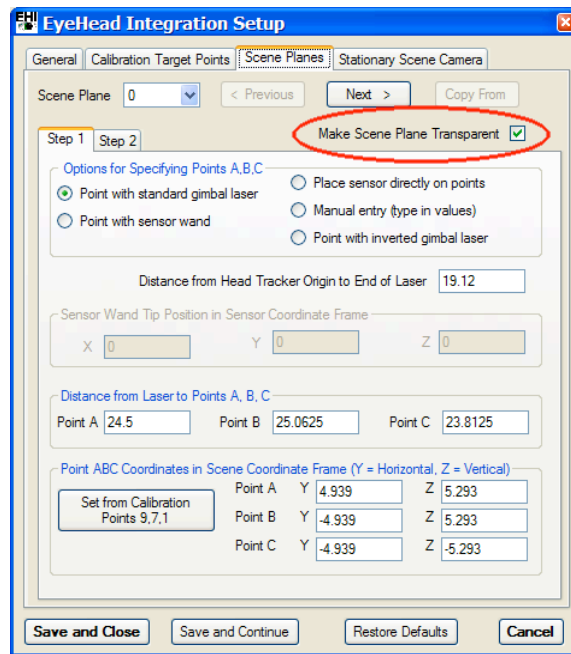 EHI EyeHead Integration Setup
General Calibration Target Points Scene Planes Stationary Scene Camera
Scene Plane 0 < Previous Next > Copy From
Step 1 Step 2 Make Scene Plane Transparent
Options for Specifying Points A,B,C
Point with standard gimbal laser Place sensor directly on points
Point with sensor wand Manual entry (type in values)
Point with inverted gimbal laser
Distance from Head Tracker Origin to End of Laser 19.12
Sensor Wand Tip Position in Sensor Coordinate Frame
X 0 Y 0 Z 0
Distance from Laser to Points A, B, C
Point A 24.5 Point B 25.0625 Point C 23.8125
Point ABC Coordinates in Scene Coordinate Frame (Y = Horizontal, Z = Vertical)
Set from Calibration
Points 9,7,1
Point A Y 4.939 Z 5.293
Point B Y -4.939 Z 5.293
Point C Y -4.939 Z -5.293
Save and Close Save and Continue Restore Defaults Cancel